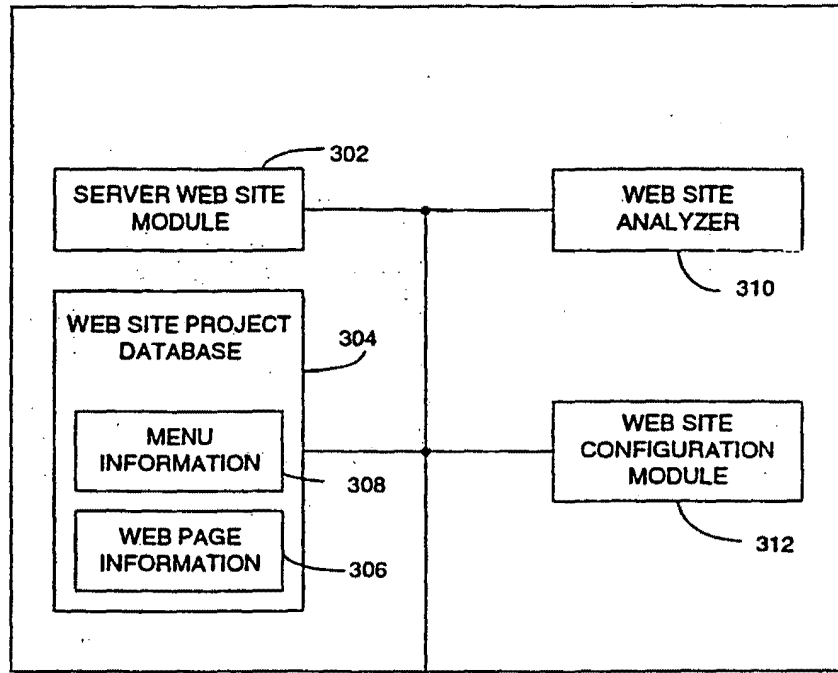 302
SERVER WEB SITE
MODULE
WEB SITE
ANALYZER
310
WEB SITE PROJECT
DATABASE
304
MENU
INFORMATION
308
WEB PAGE
INFORMATION
306
WEB SITE
CONFIGURATION
MODULE
312